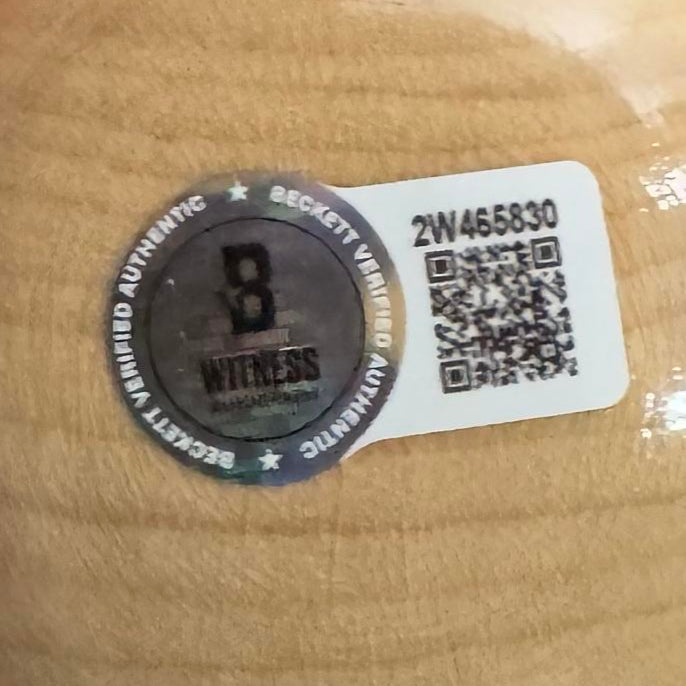 BECKETT VERIFIED AUTHENTIC ★ BECKETT VERIFIED AUTHENTIC ★
B
WITNESS
2W465830